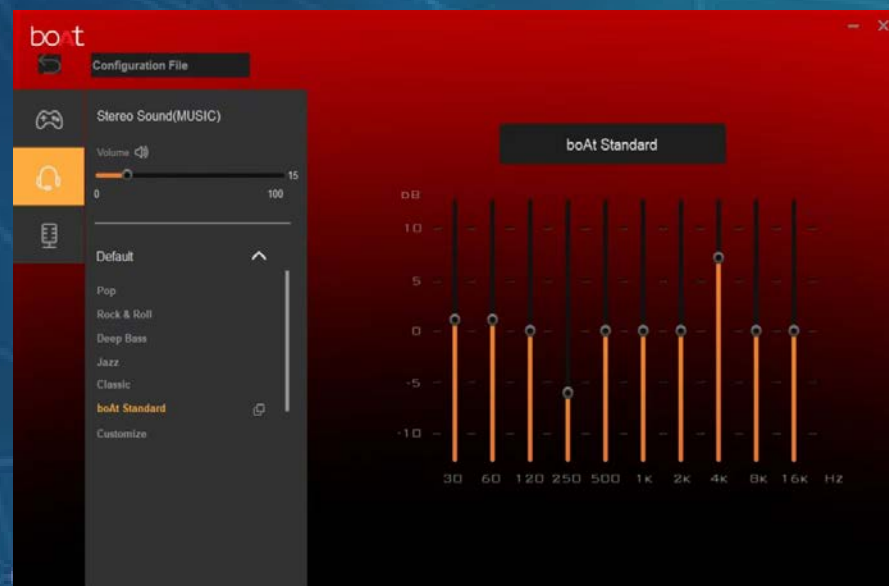 boAt
Configuration File
Stereo Sound(MUSIC)
Volume
15
0 100
Default
Pop
Rock & Roll
Deep Bass
Jazz
Classic
boAt Standard
Customize
boAt Standard
dB
10
5
0
-5
-10
30 60 120 250 500 1K 2K 4K 8K 16K Hz